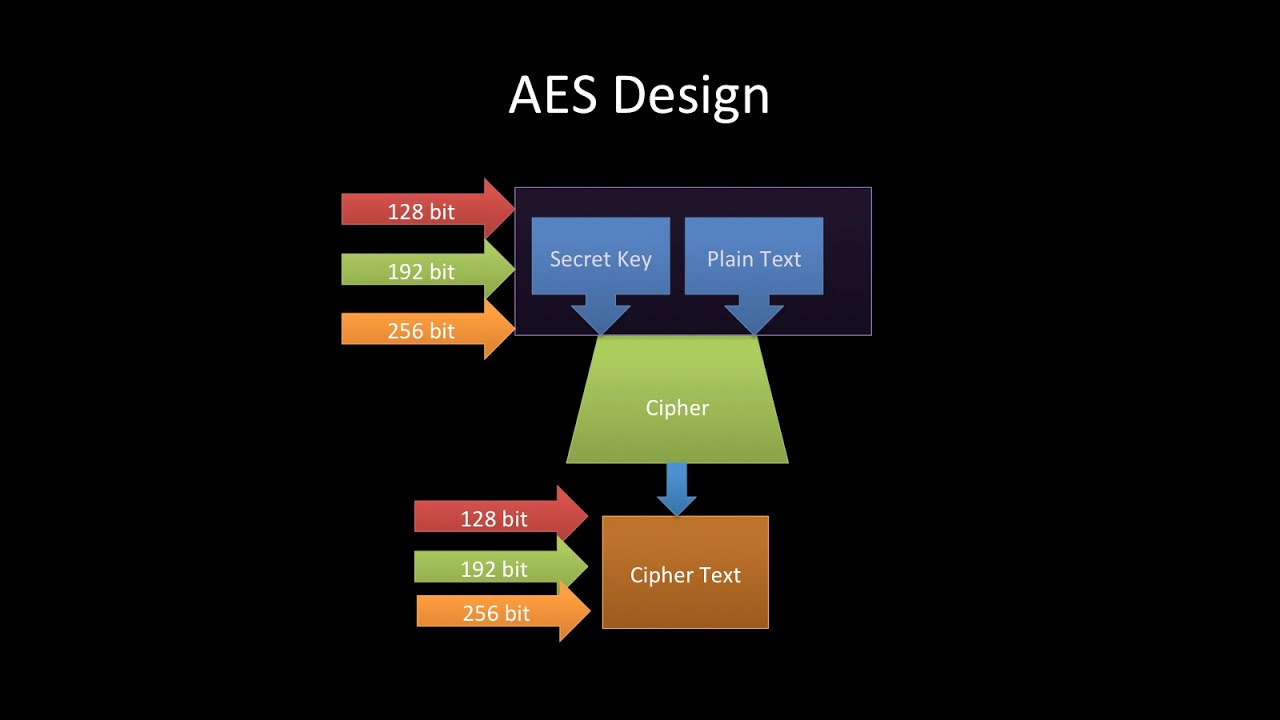 AES Design
128 bit
192 bit
256 bit
Secret Key
Plain Text
Cipher
128 bit
192 bit
256 bit
Cipher Text